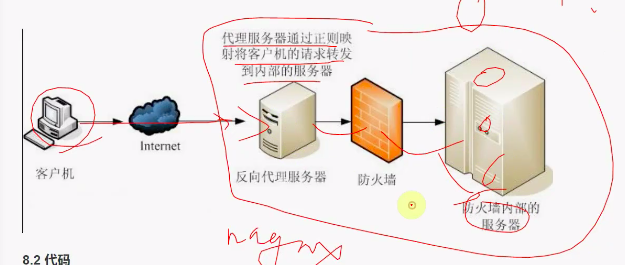 代理服务器通过正则映
射将客户机的请求转发
到内部的服务器
Internet
客户机
反向代理服务器
防火墙
防火墙内部的
服务器
8.2 代码